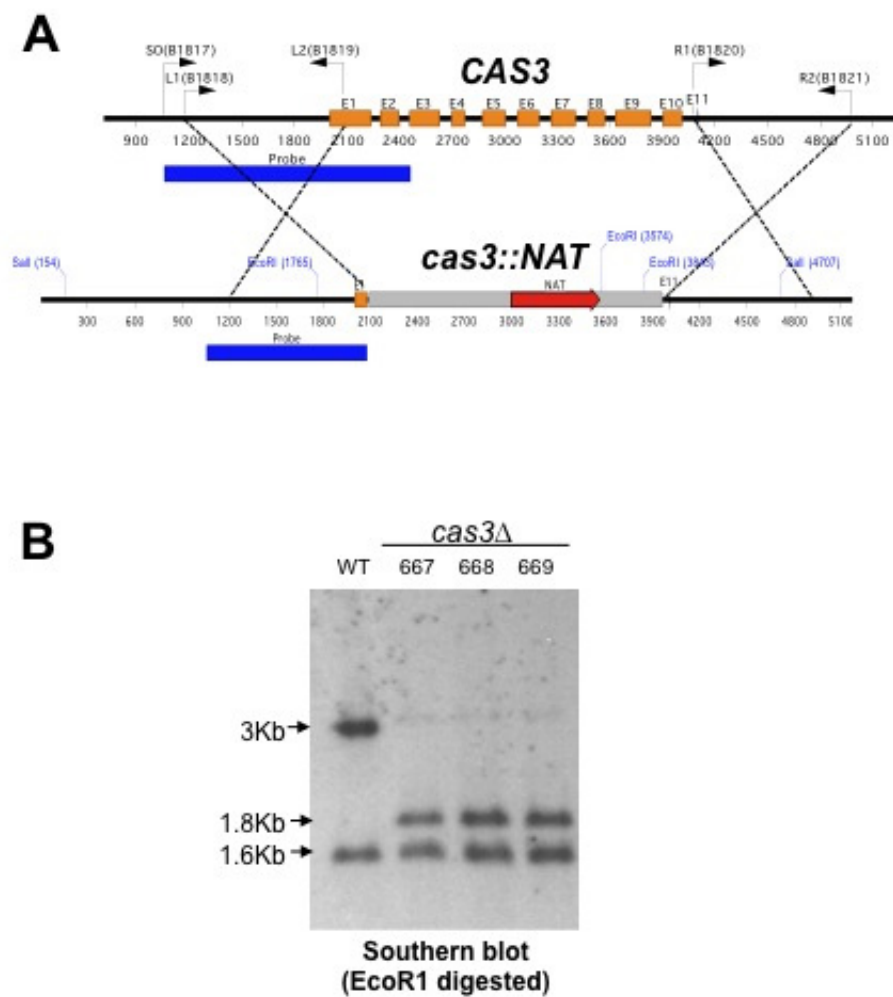 A
SO(B1817) L2(B1819) R1(B1820)
L1(B1818) CAS3 R2(B1821)
E1 E2 E3 E4 E5 E6 E7 E8 E9 E10 E11
900 1200 1500 1800 2100 2400 2700 3000 3300 3600 3900 4200 4500 4800 5100
Probe
cas3::NAT
EcoRI (3574)
SalI (154) EcoRI (1765) EcoRI (3845) SalI (4707)
E1 NAT E11
300 600 900 1200 1500 1800 2100 2400 2700 3000 3300 3600 3900 4200 4500 4800 5100
Probe
B
cas3Δ
WT 667 668 669
3Kb
1.8Kb
1.6Kb
Southern blot
(EcoR1 digested)